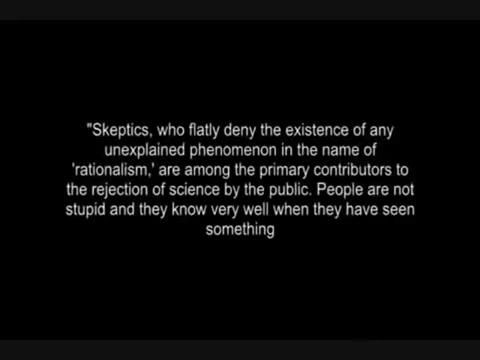 "Skeptics, who flatly deny the existence of any
unexplained phenomenon in the name of
'rationalism,' are among the primary contributors to
the rejection of science by the public. People are not
stupid and they know very well when they have seen
something